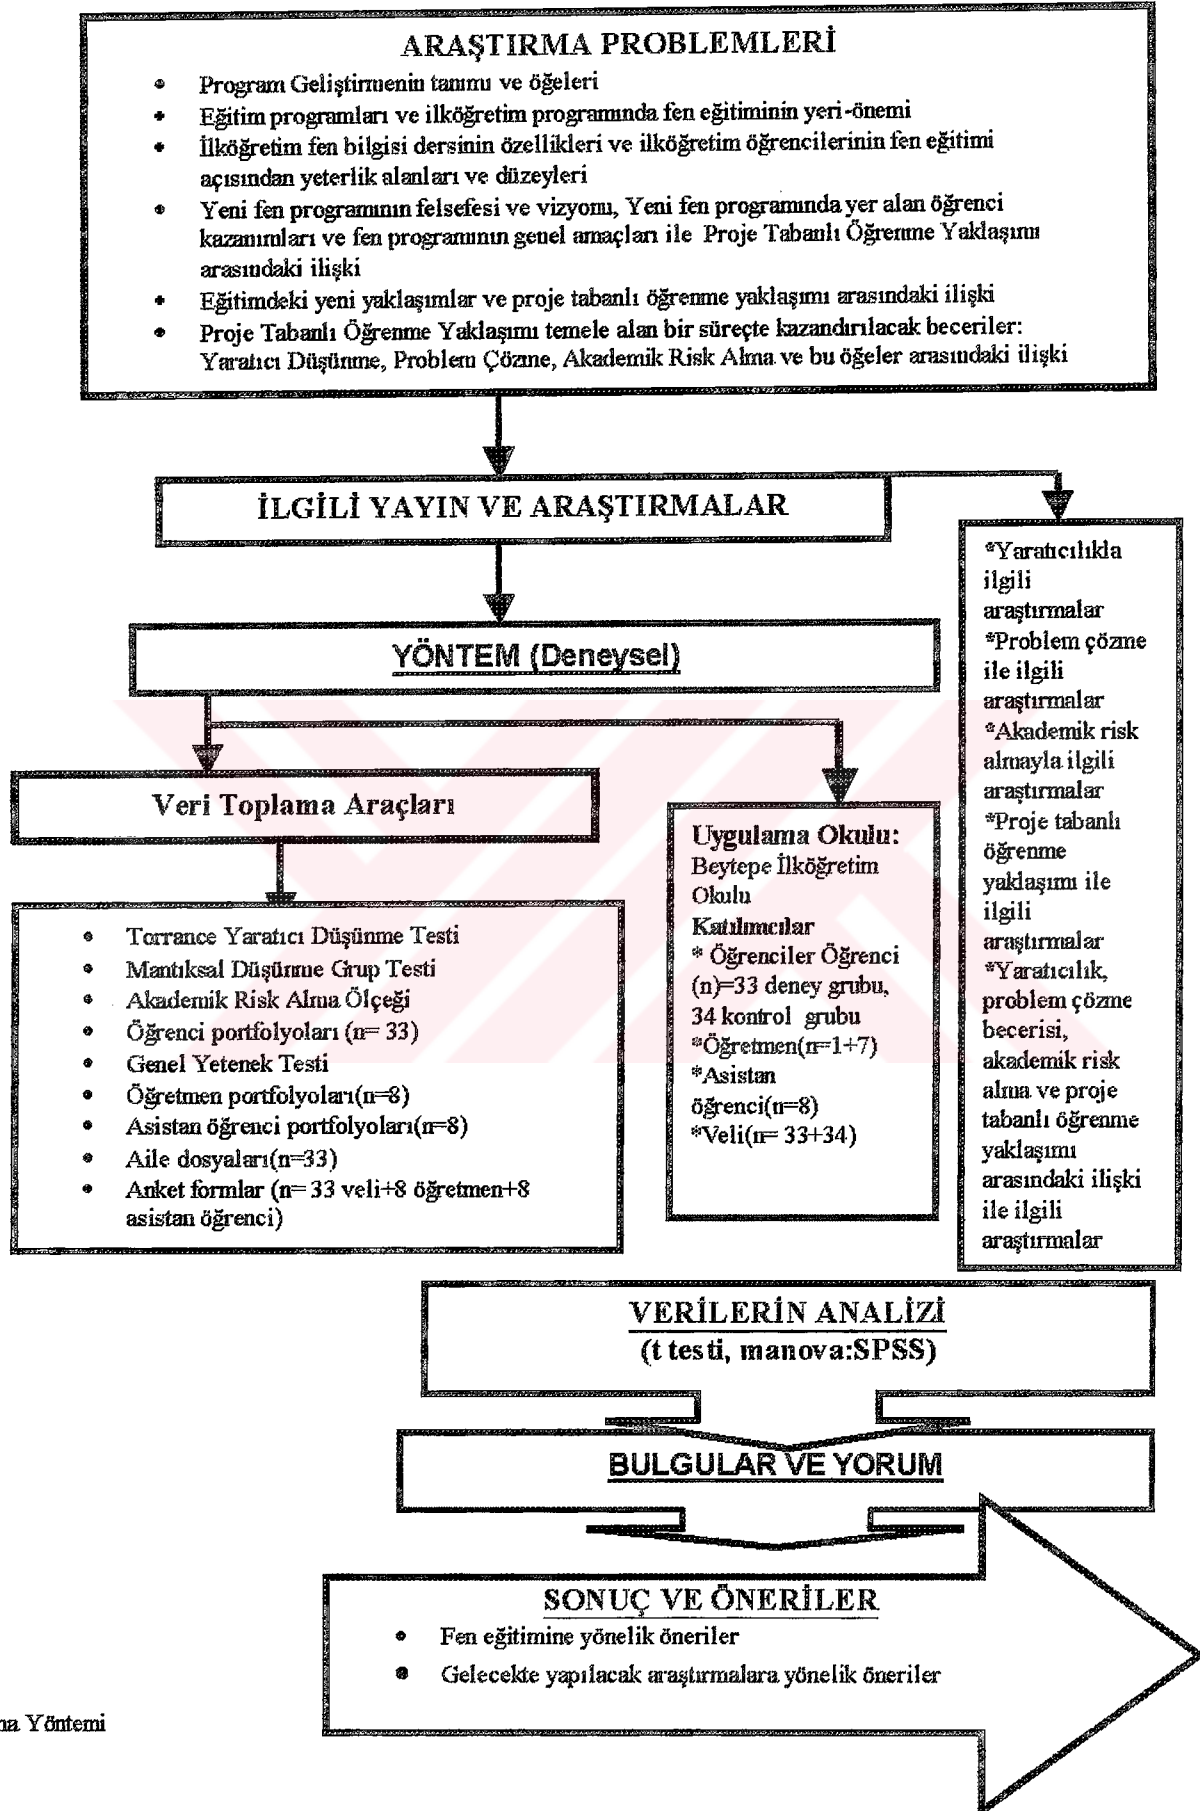 ARAŞTIRMA PROBLEMLERİ
• Program Geliştirmenin tanımı ve öğeleri
• Eğitim programları ve ilköğretim programında fen eğitiminin yeri-önemi
• İlköğretim fen bilgisi dersinin özellikleri ve ilköğretim öğrencilerinin fen eğitimi
açısından yeterlik alanları ve düzeyleri
• Yeni fen programının felsefesi ve vizyonu, Yeni fen programında yer alan öğrenci
kazanımları ve fen programının genel amaçları ile Proje Tabanlı Öğrenme Yaklaşımı
arasındaki ilişki
• Eğitimdeki yeni yaklaşımlar ve proje tabanlı öğrenme yaklaşımı arasındaki ilişki
• Proje Tabanlı Öğrenme Yaklaşımı temele alan bir süreçte kazandırılacak beceriler:
Yaratıcı Düşünme, Problem Çözme, Akademik Risk Alma ve bu öğeler arasındaki ilişki
İLGİLİ YAYIN VE ARAŞTIRMALAR
*Yaratıcılıkla
ilgili
araştırmalar
*Problem çözme
ile ilgili
araştırmalar
*Akademik risk
almayla ilgili
araştırmalar
*Proje tabanlı
öğrenme
yaklaşımı ile
ilgili
araştırmalar
*Yaratıcılık,
problem çözme
becerisi,
akademik risk
alma ve proje
tabanlı öğrenme
yaklaşımı
arasındaki ilişki
ile ilgili
araştırmalar
YÖNTEM (Deneysel)
Veri Toplama Araçları
• Torrance Yaratıcı Düşünme Testi
• Mantıksal Düşünme Grup Testi
• Akademik Risk Alma Ölçeği
• Öğrenci portfolyoları (n= 33)
• Genel Yetenek Testi
• Öğretmen portfolyoları(n=8)
• Asistan öğrenci portfolyoları(n=8)
• Aile dosyaları(n=33)
• Anket formlar (n= 33 veli+8 öğretmen+8
asistan öğrenci)
Uygulama Okulu:
Beytepe İlköğretim
Okulu
Katılımcılar
* Öğrenciler Öğrenci
(n)=33 deney grubu,
34 kontrol grubu
*Öğretmen(n=1+7)
*Asistan
öğrenci(n=8)
*Veli(n= 33+34)
VERİLERİN ANALİZİ
(t testi, manova:SPSS)
BULGULAR VE YORUM
SONUÇ VE ÖNERİLER
• Fen eğitimine yönelik öneriler
• Gelecekte yapılacak araştırmalara yönelik öneriler
Yöntemi